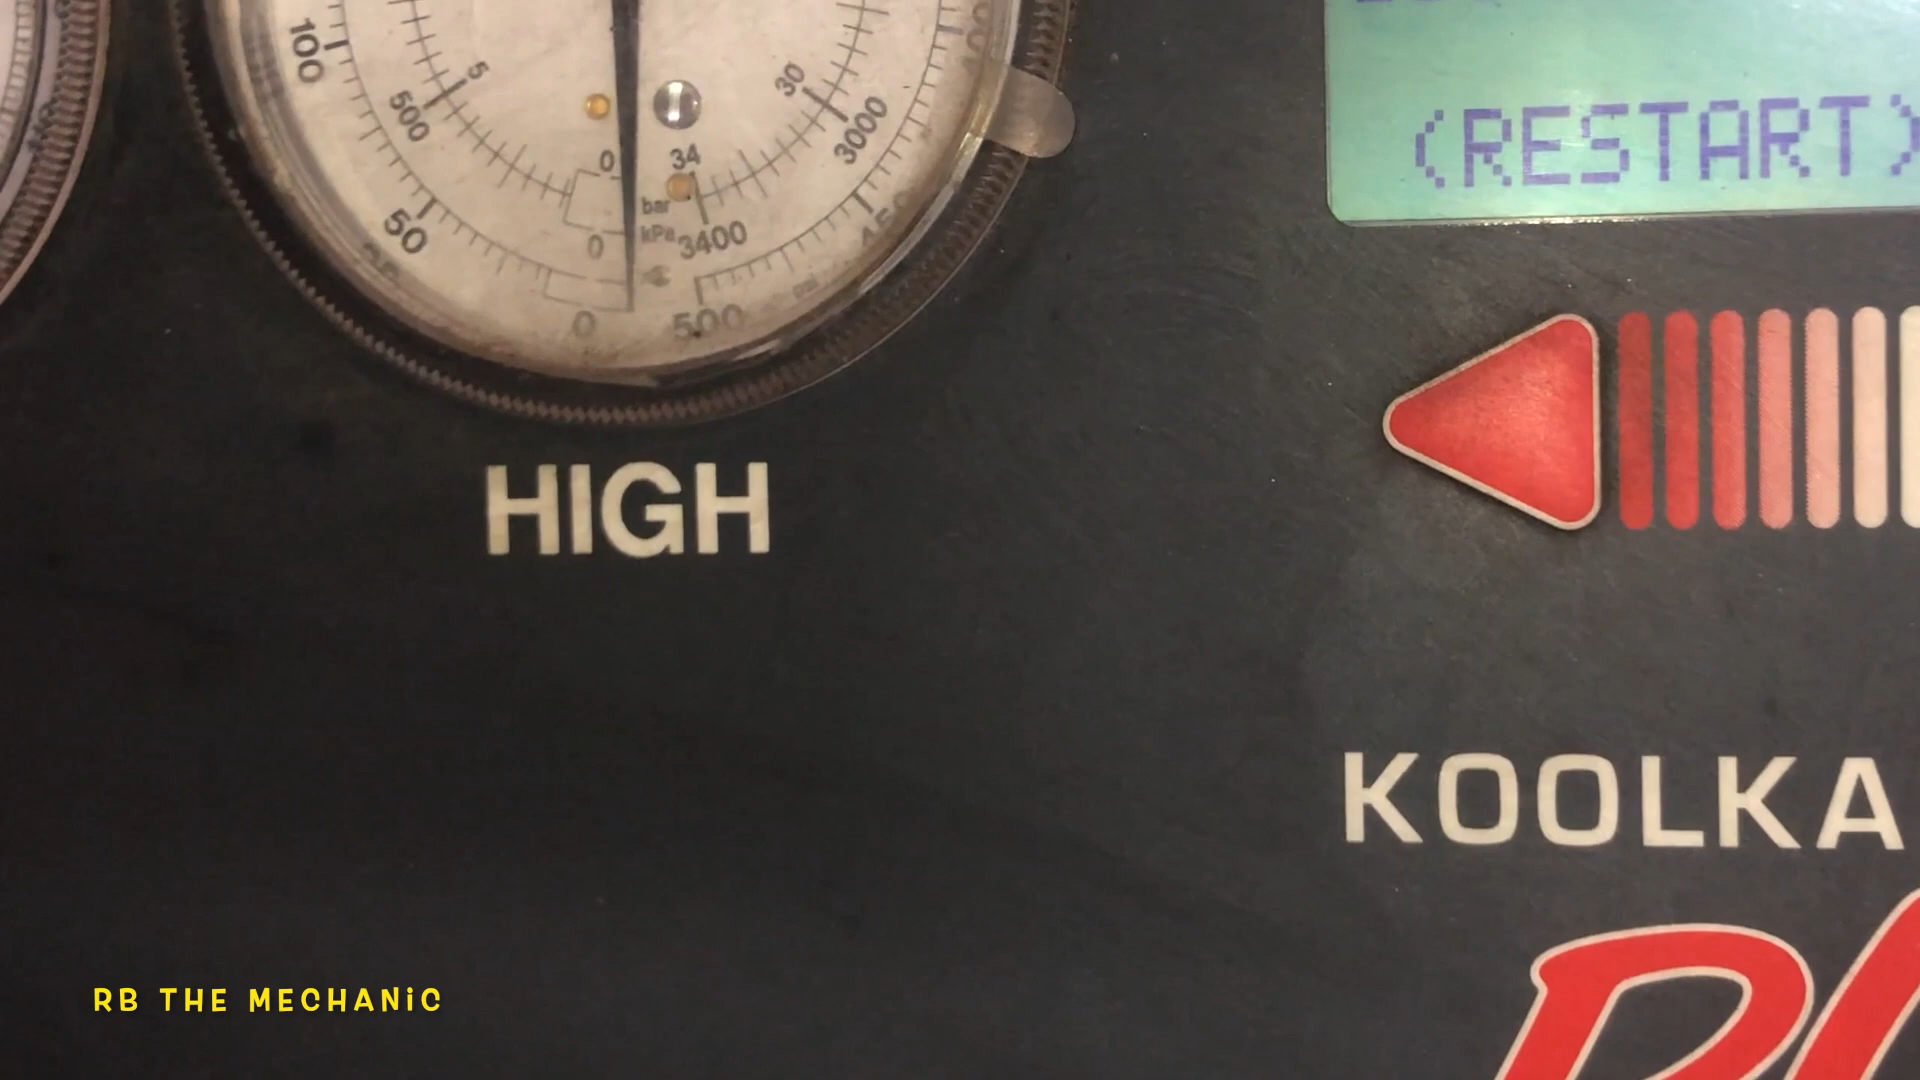 100
5
500
50
0
0
0
bar
kPa
34
3400
30
3000
500
(RESTART)
HIGH
KOOLKA
RB THE MECHANiC